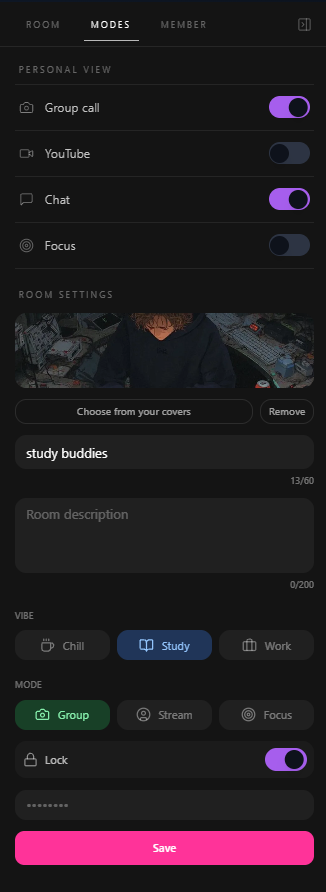 ROOM MODES MEMBER
PERSONAL VIEW
Group call
YouTube
Chat
Focus
ROOM SETTINGS
Choose from your covers Remove
study buddies
13/60
Room description
0/200
VIBE
Chill Study Work
MODE
Group Stream Focus
Lock
••••••••
Save